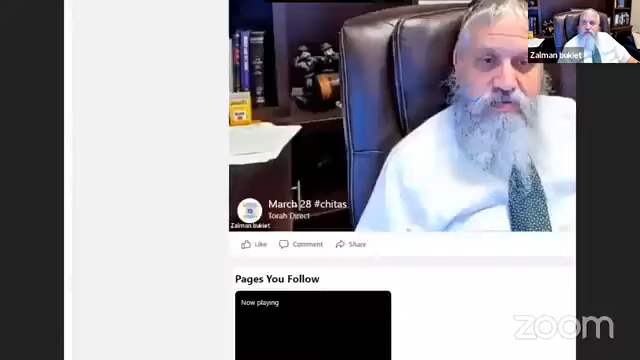 Zalman bukiet
March 28 #chitas
Torah Direct
Zalman bukiet
Like
Comment
Share
Pages You Follow
Now playing
zoom